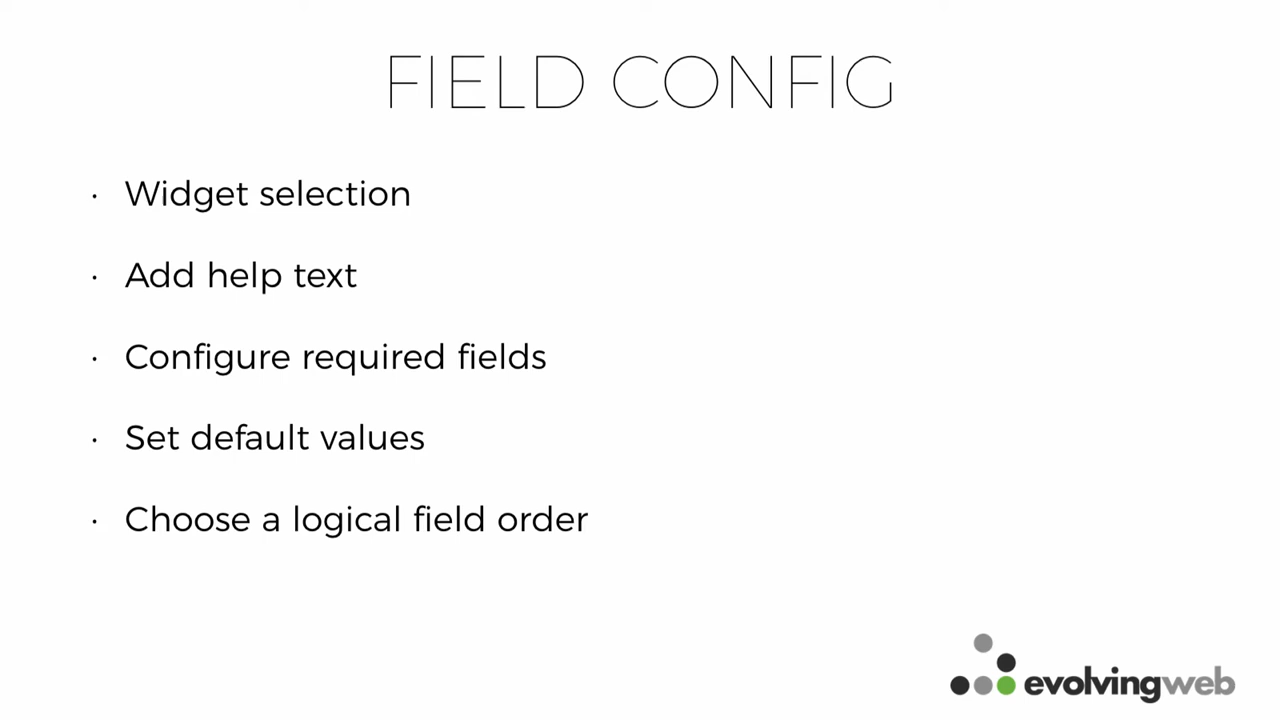 FIELD CONFIG
· Widget selection
· Add help text
· Configure required fields
· Set default values
· Choose a logical field order
evolvingweb